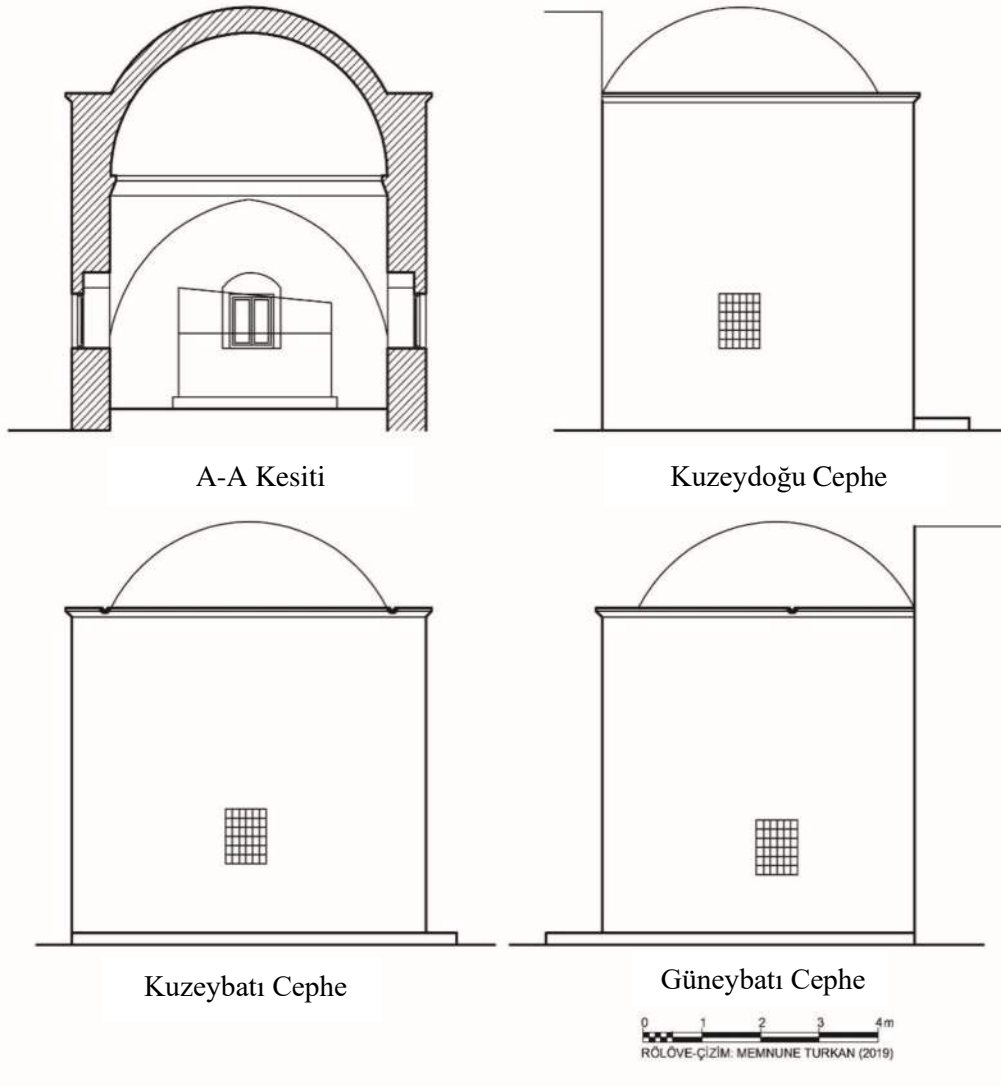 A-A Kesiti
Kuzeydoğu Cephe
Kuzeybatı Cephe
Güneybatı Cephe
0 1 2 3 4m
RÖLÖVE-ÇİZİM: MEMNUNE TURKAN (2019)